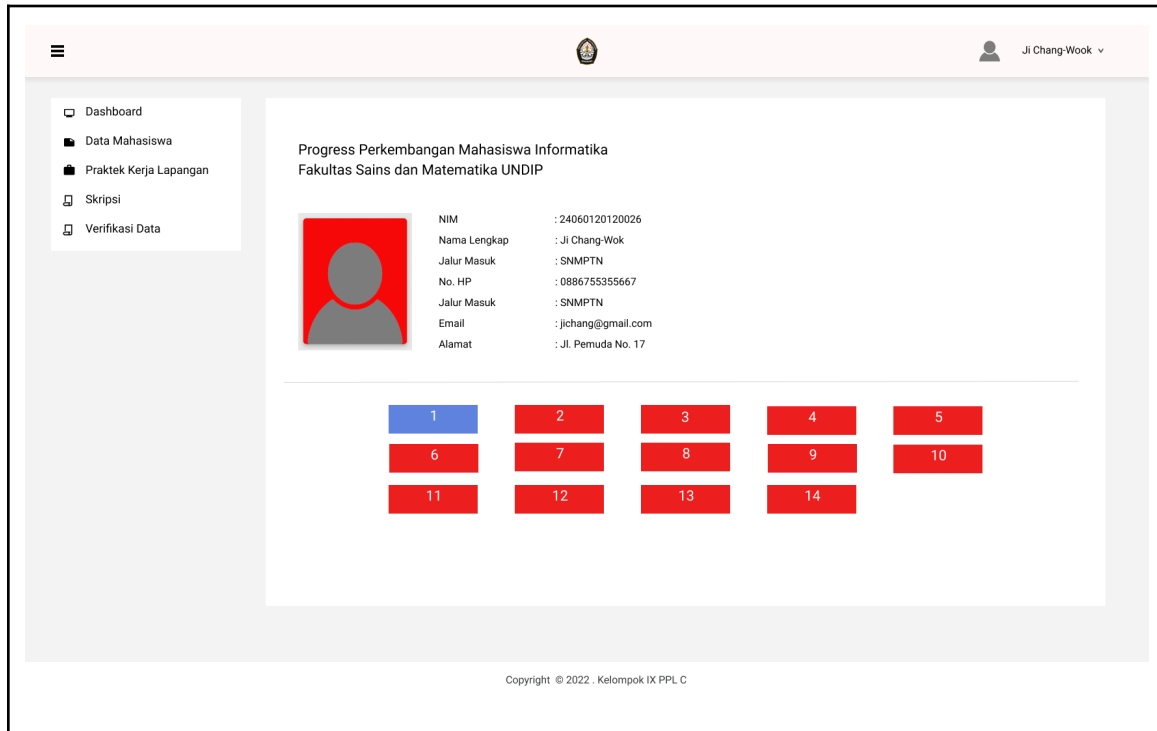 Ji Chang-Wook
Dashboard
Data Mahasiswa
Praktek Kerja Lapangan
Skripsi
Verifikasi Data
Progress Perkembangan Mahasiswa Informatika
Fakultas Sains dan Matematika UNDIP
NIM : 24060120120026
Nama Lengkap : Ji Chang-Wok
Jalur Masuk : SNMPTN
No. HP : 0886755355667
Jalur Masuk : SNMPTN
Email : jichang@gmail.com
Alamat : Jl. Pemuda No. 17
1 2 3 4 5
6 7 8 9 10
11 12 13 14
Copyright © 2022 . Kelompok IX PPL C